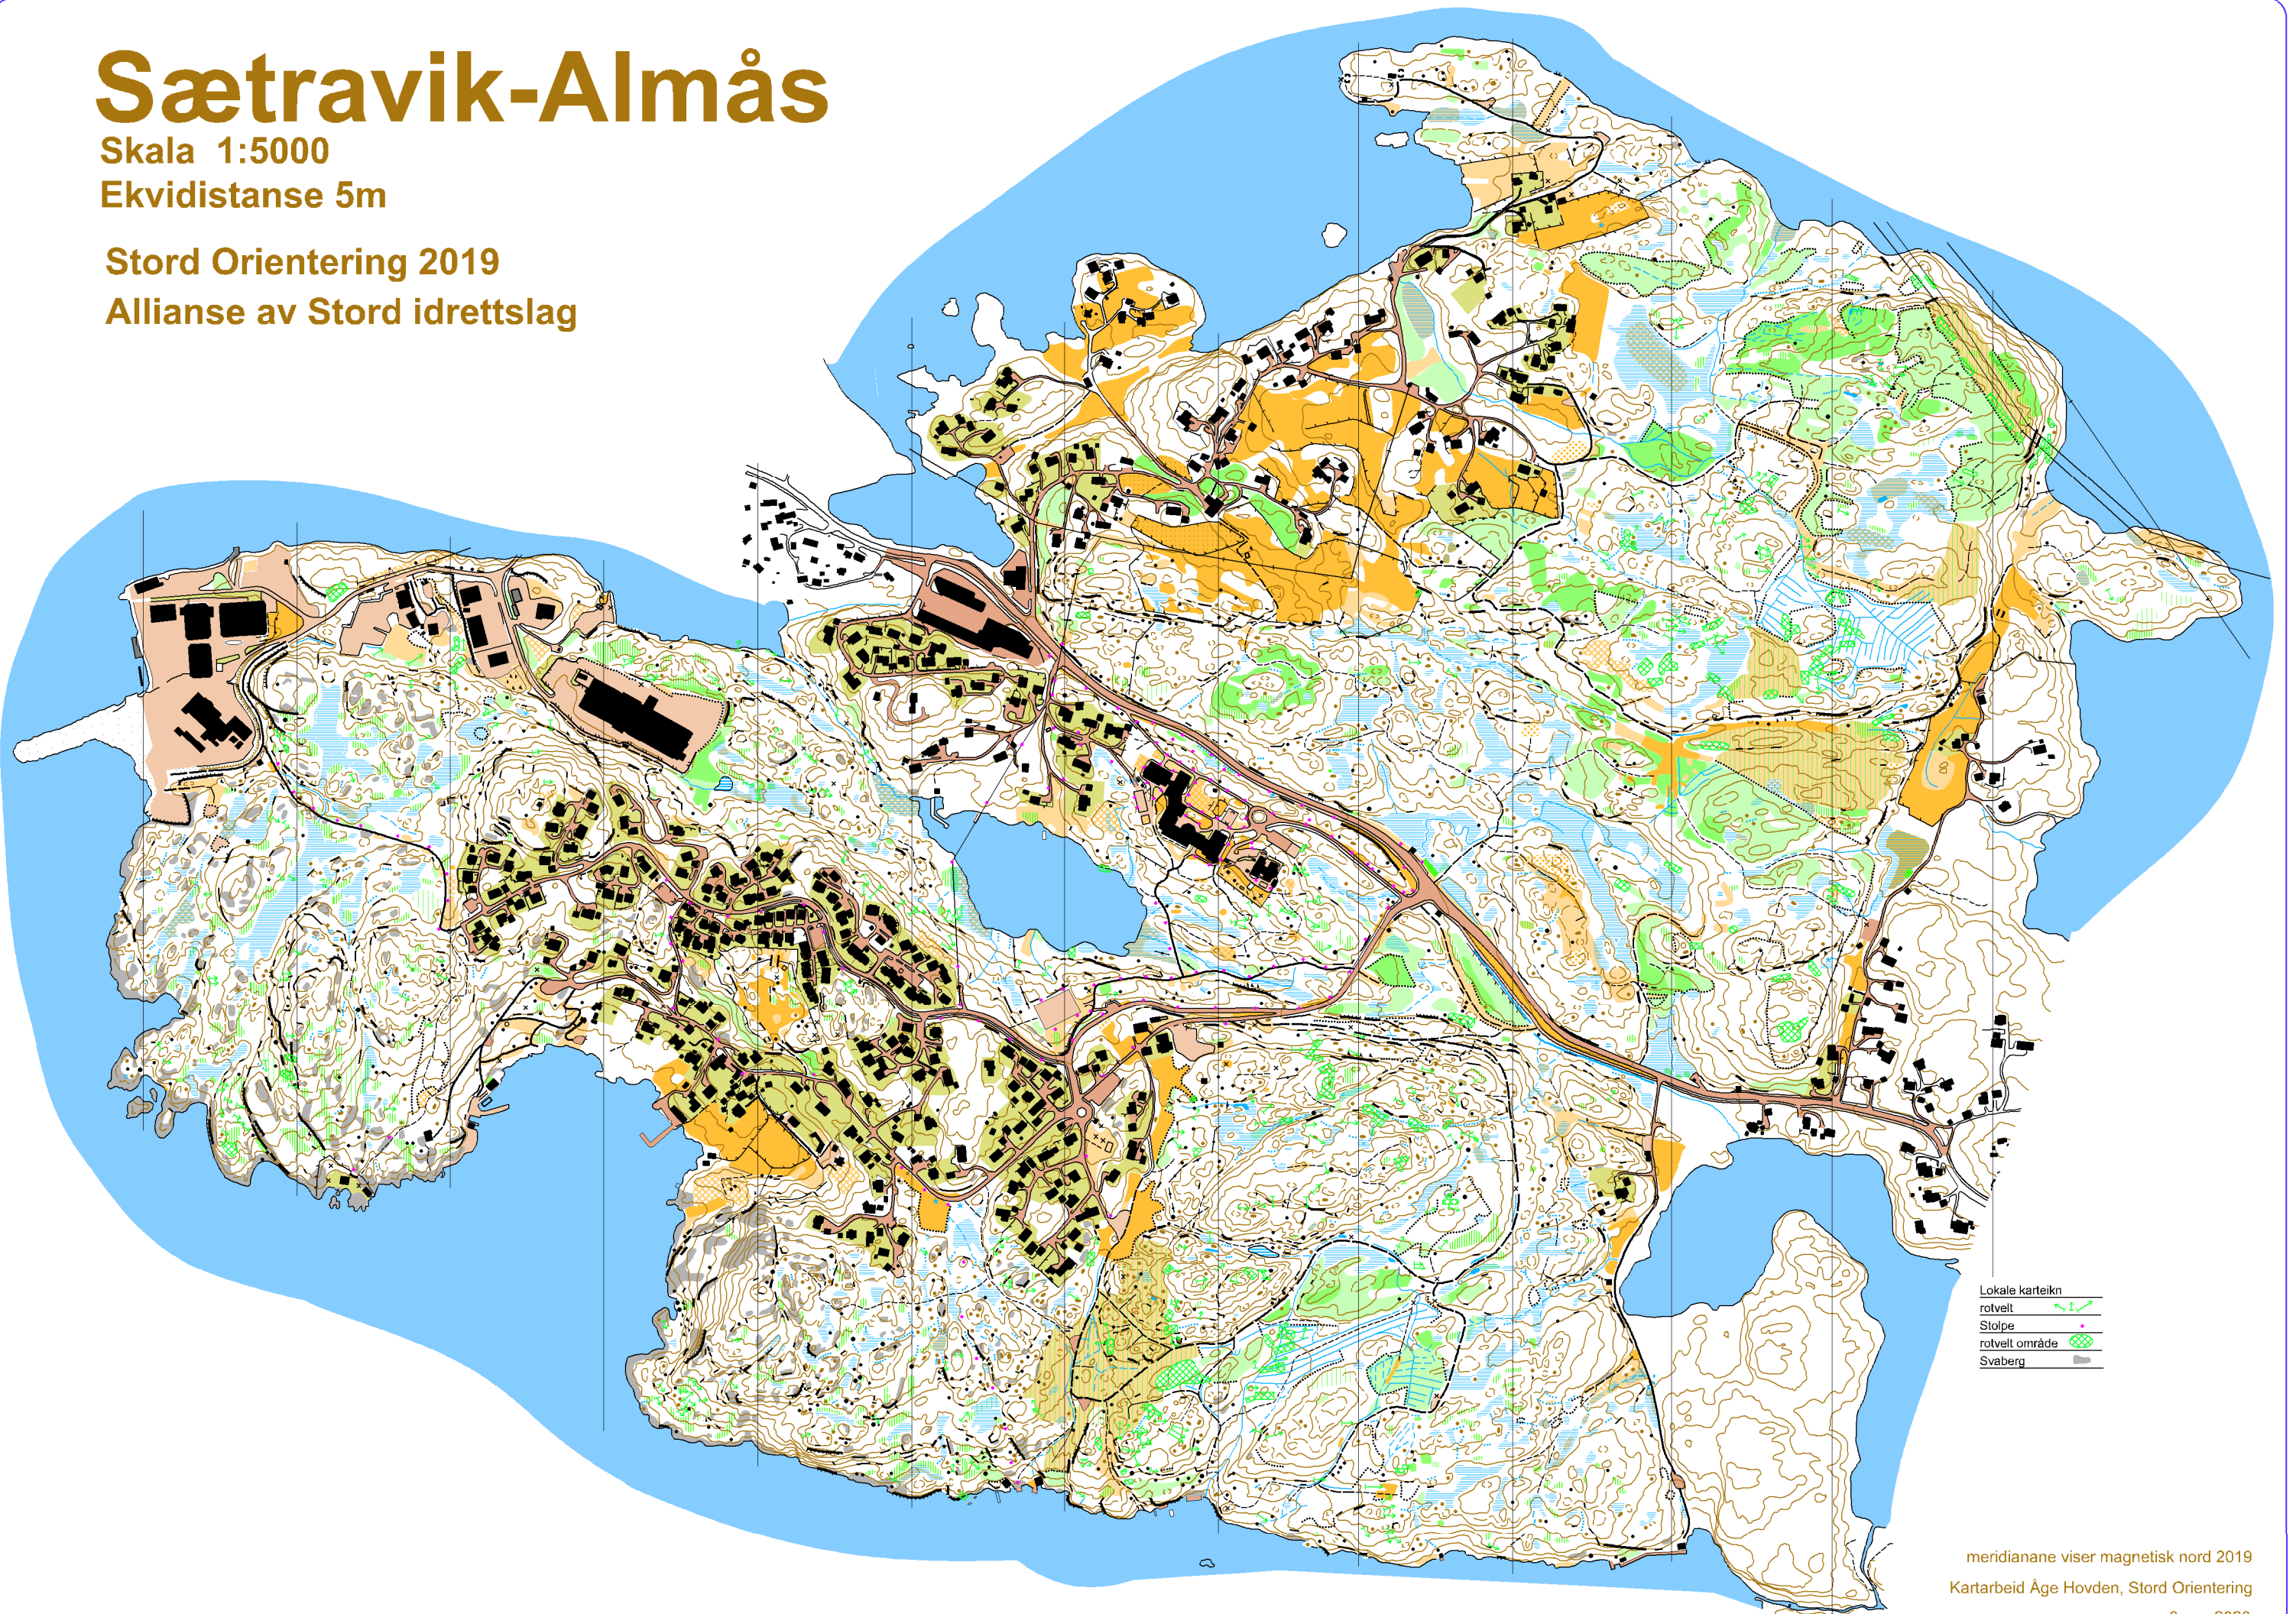 Sætravik-Almås
Skala 1:5000
Ekvidistanse 5m
Stord Orientering 2019
Allianse av Stord idrettslag
Lokale karteikn
rotvelt
Stolpe
rotvelt område
Svaberg
meridianane viser magnetisk nord 2019
Kartarbeid Åge Hovden, Stord Orientering